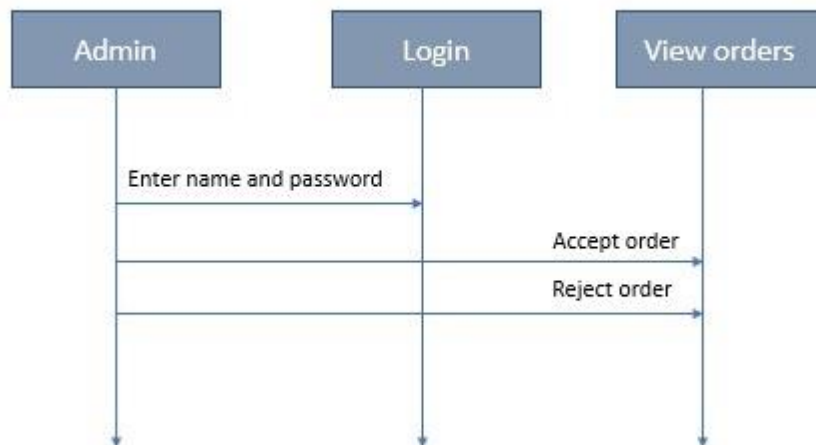 Admin
Login
View orders
Enter name and password
Accept order
Reject order